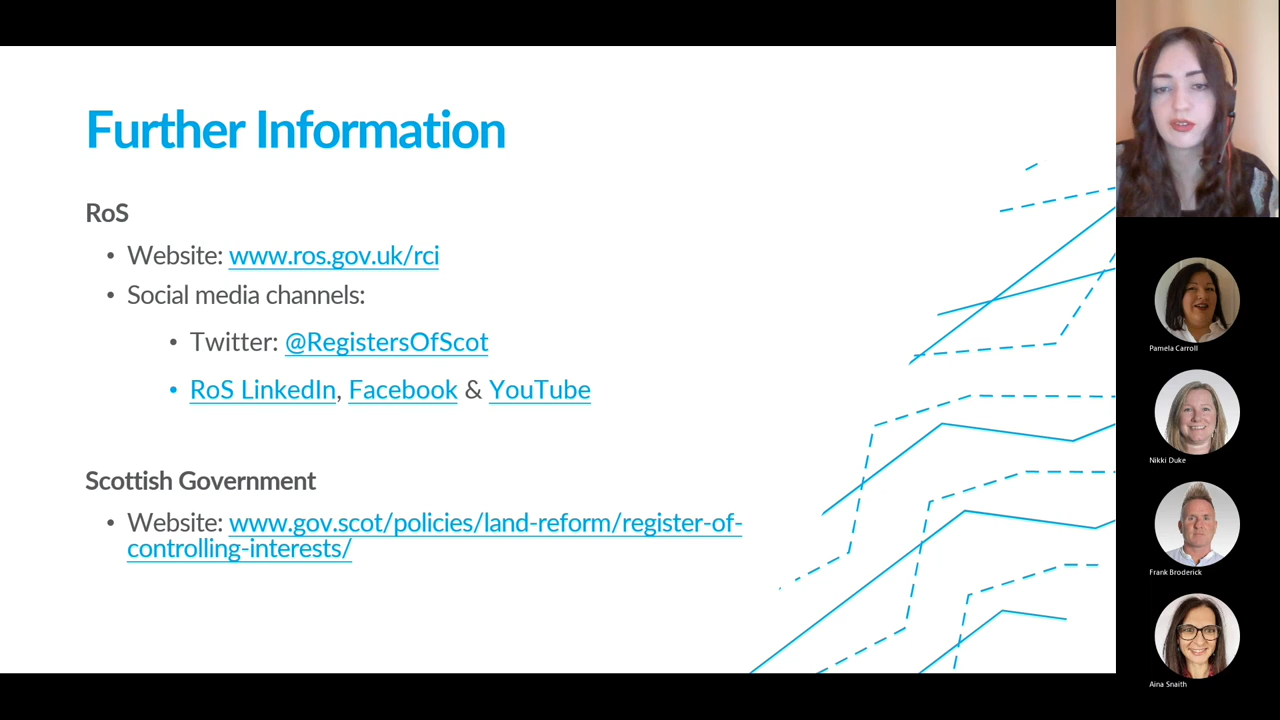 Further Information
RoS
• Website: www.ros.gov.uk/rci
• Social media channels:
• Twitter: @RegistersOfScot
• RoS LinkedIn, Facebook & YouTube
Scottish Government
• Website: www.gov.scot/policies/land-reform/register-of-
controlling-interests/
Pamela Carroll
Nikki Duke
Frank Broderick
Aina Snaith